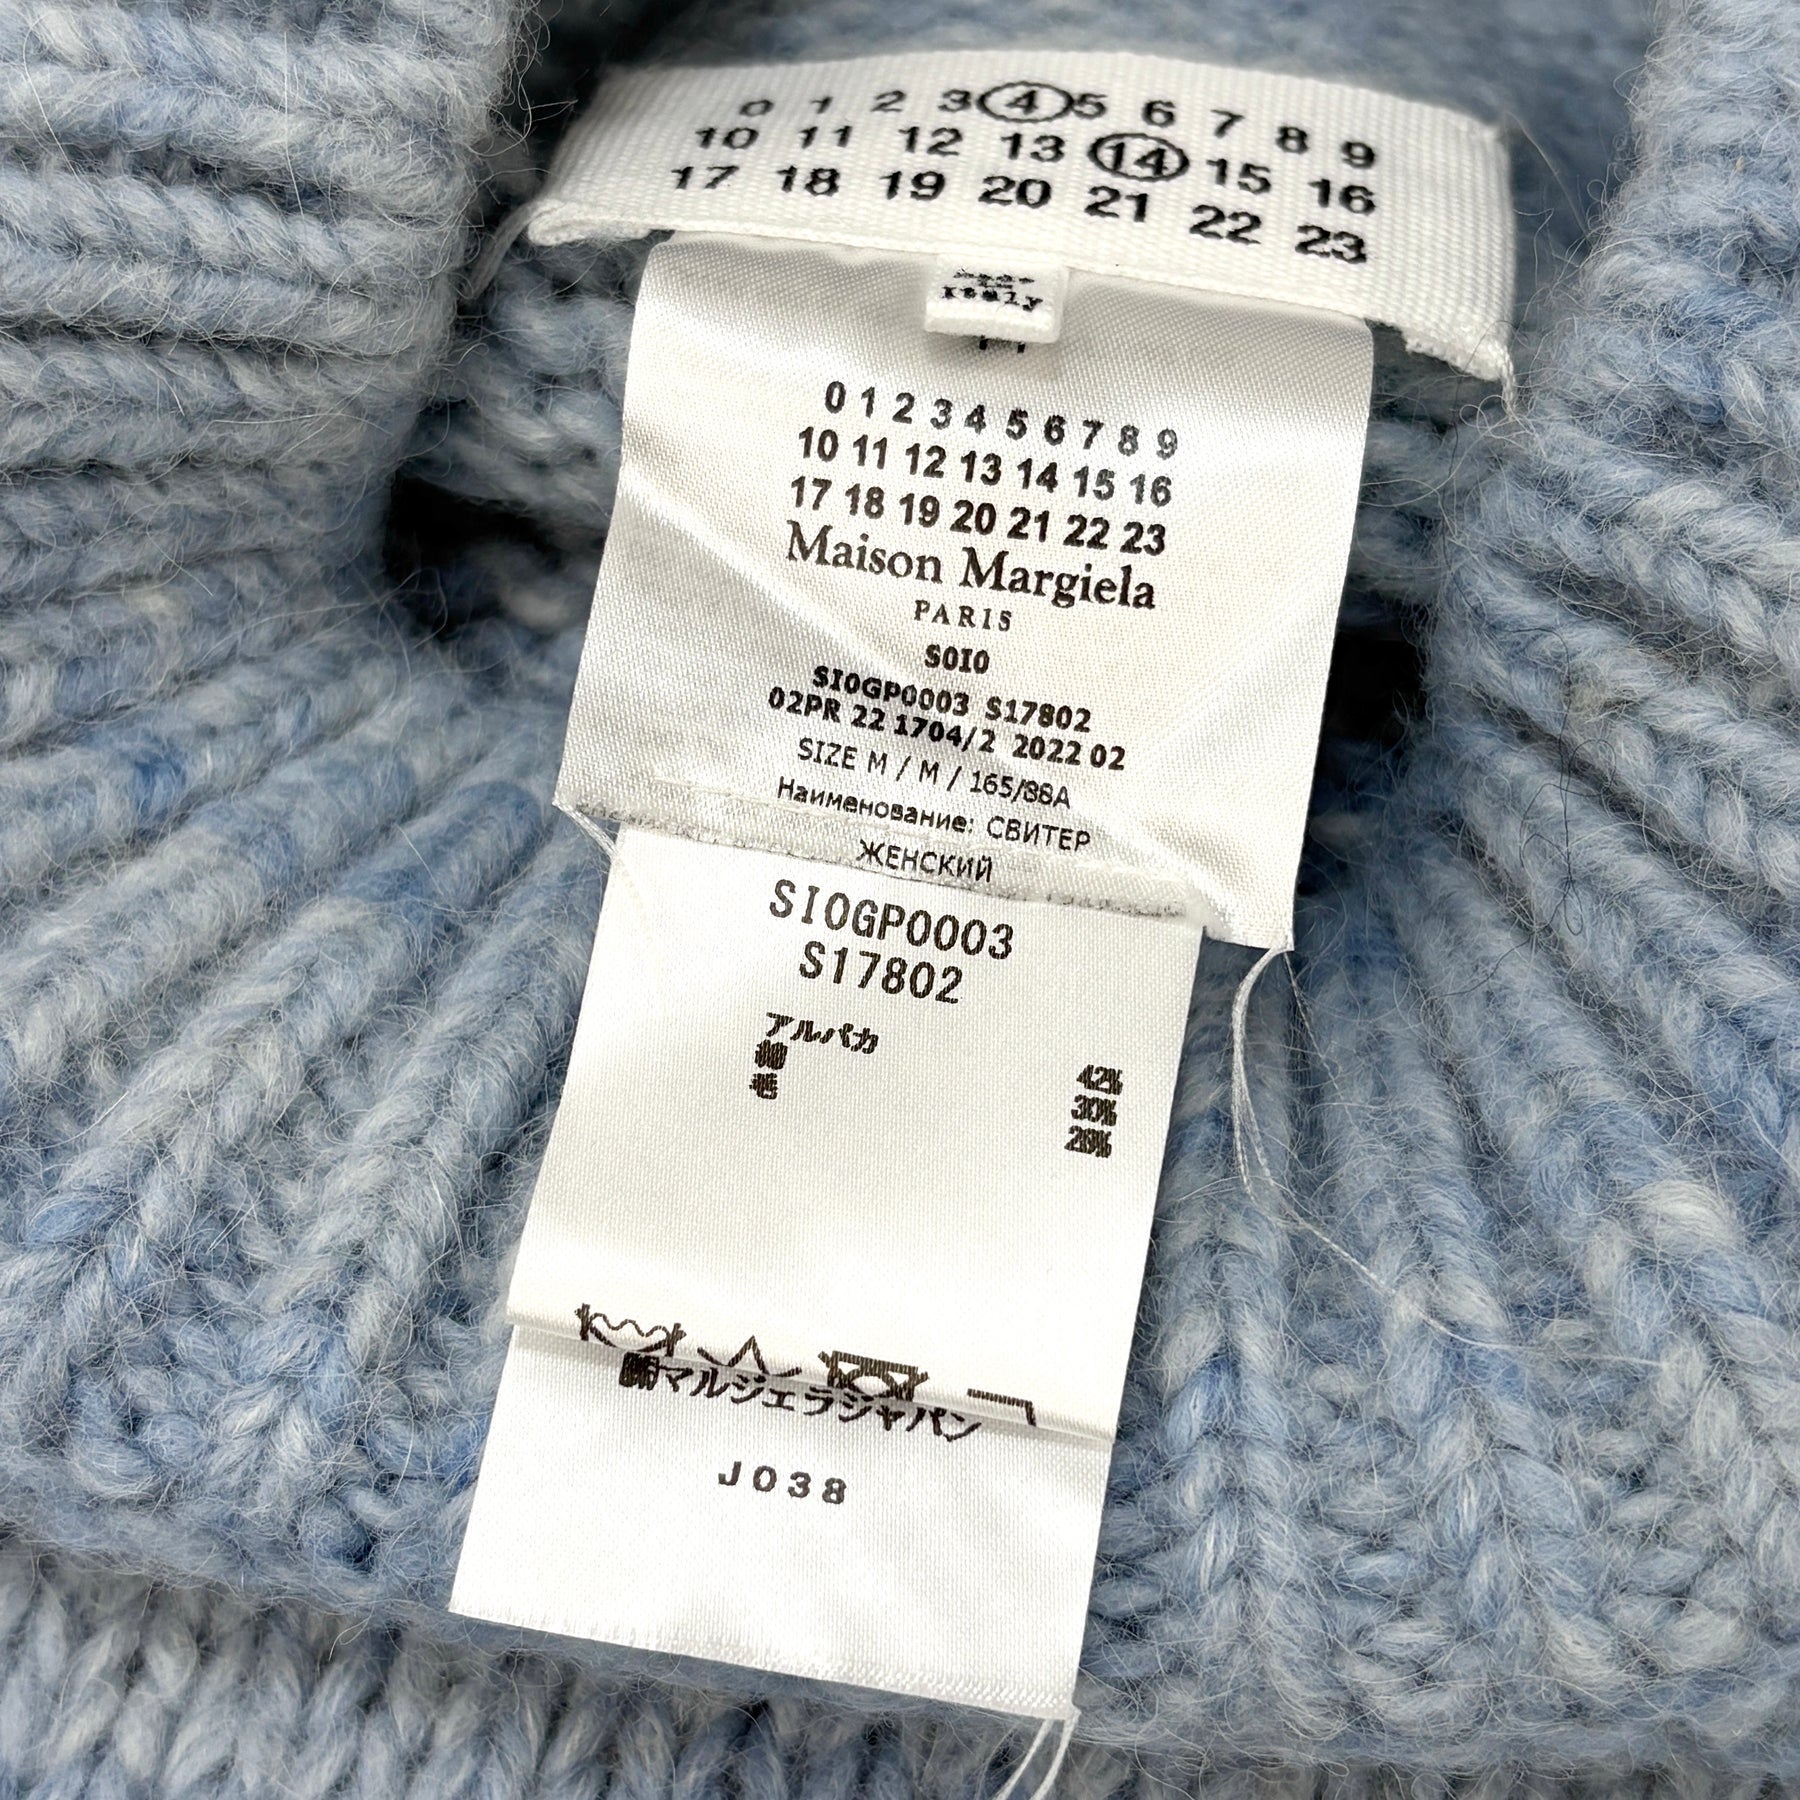 0 1 2 3 4 5 6 7 8 9
10 11 12 13 14 15 16
17 18 19 20 21 22 23
Italy
0 1 2 3 4 5 6 7 8 9
10 11 12 13 14 15 16
17 18 19 20 21 22 23
Maison Margiela
PARIS
S0I0
SI0GP0003 S17802
02PR 22 1704/2 2022 02
SIZE M / M / 165/88A
Наименование: СВИТЕР
ЖЕНСКИЙ
SI0GP0003
S17802
アルパカ
42%
30%
28%
マルジェラジャパン
J038